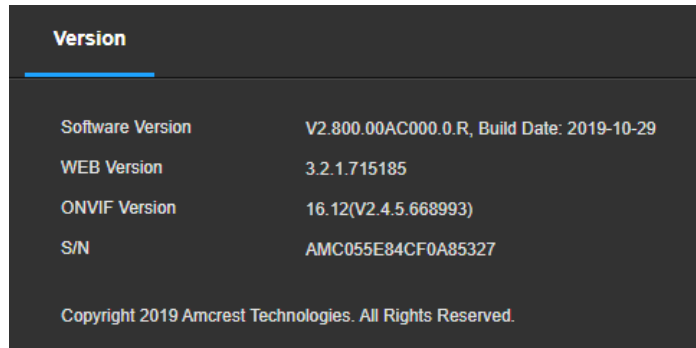 Version
Software Version V2.800.00AC000.0.R, Build Date: 2019-10-29
WEB Version 3.2.1.715185
ONVIF Version 16.12(V2.4.5.668993)
S/N AMC055E84CF0A85327
Copyright 2019 Amcrest Technologies. All Rights Reserved.